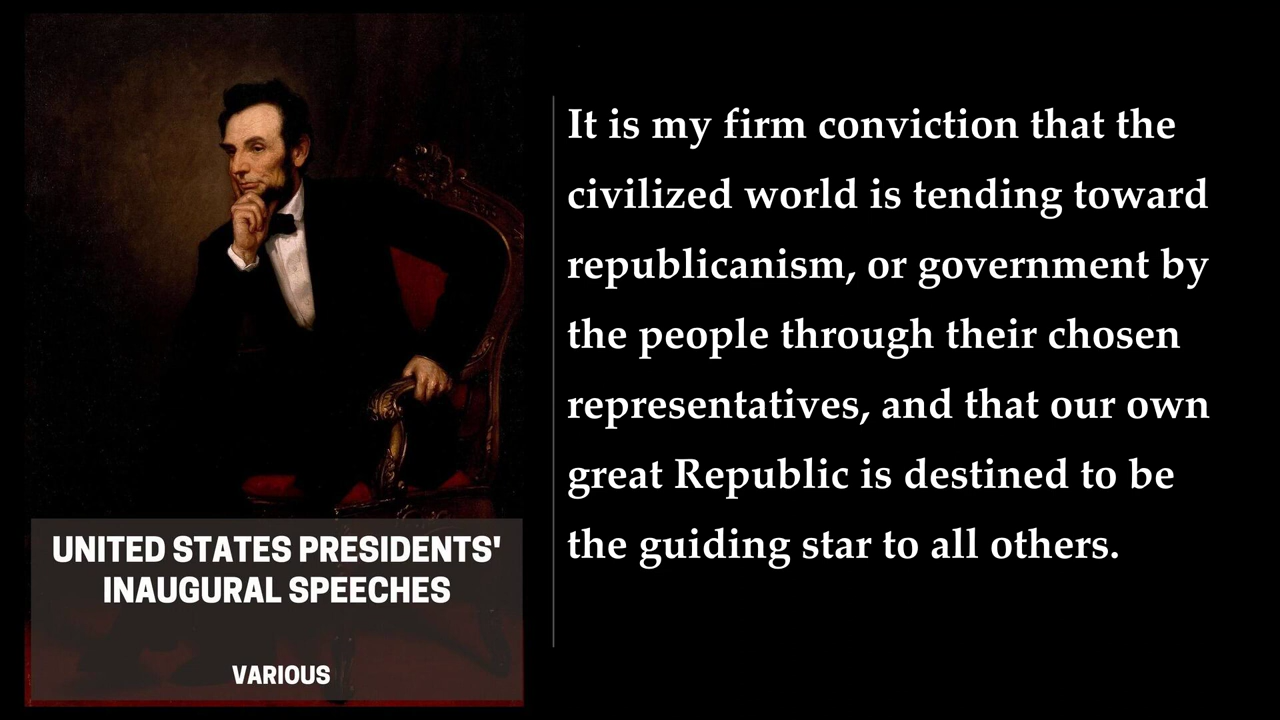 UNITED STATES PRESIDENTS'
INAUGURAL SPEECHES
VARIOUS
It is my firm conviction that the
civilized world is tending toward
republicanism, or government by
the people through their chosen
representatives, and that our own
great Republic is destined to be
the guiding star to all others.